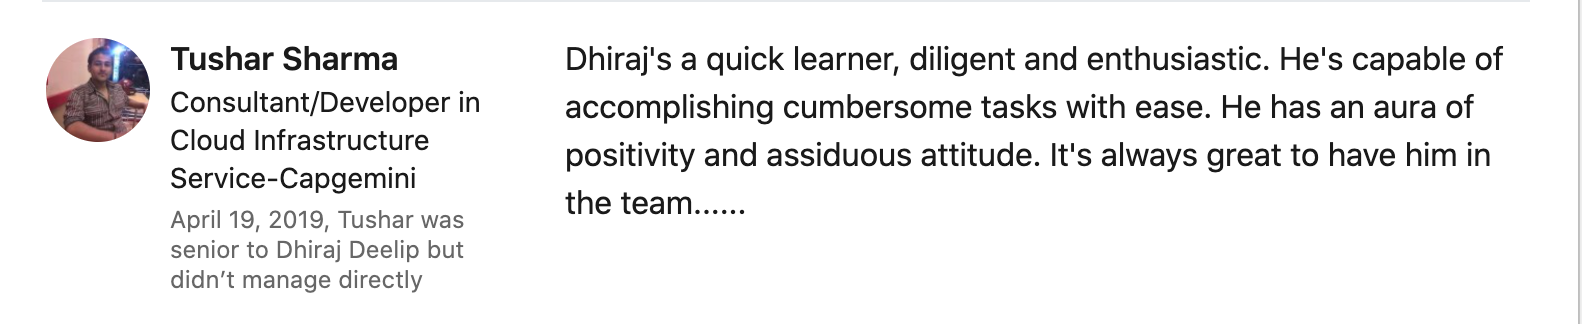 Tushar Sharma
Consultant/Developer in
Cloud Infrastructure
Service-Capgemini
April 19, 2019, Tushar was
senior to Dhiraj Deelip but
didn’t manage directly
Dhiraj's a quick learner, diligent and enthusiastic. He's capable of
accomplishing cumbersome tasks with ease. He has an aura of
positivity and assiduous attitude. It's always great to have him in
the team......